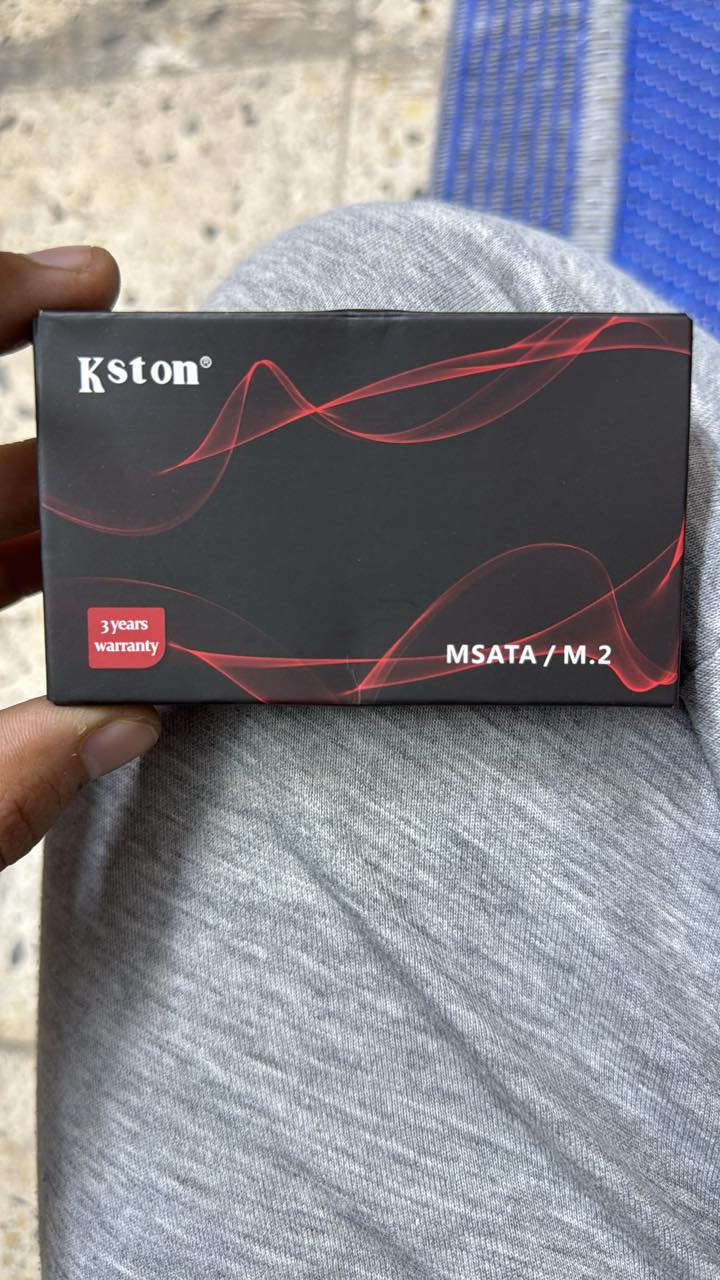 Kston®
3 years
warranty
MSATA / M.2